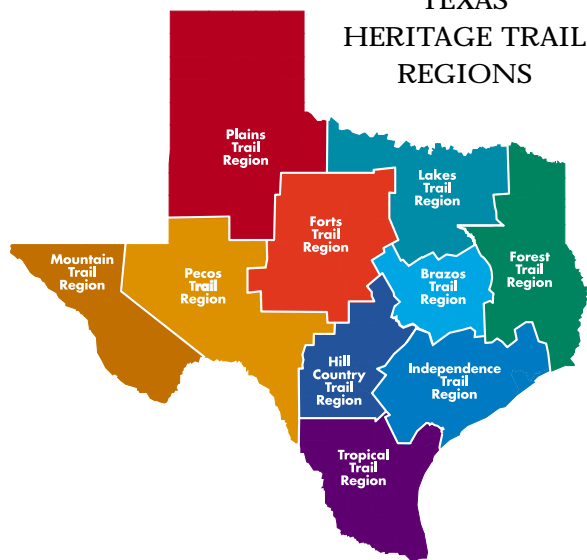 TEXAS
HERITAGE TRAIL
REGIONS
Plains
Trail
Region
Lakes
Trail
Region
Forts
Trail
Region
Mountain
Trail
Region
Pecos
Trail
Region
Brazos
Trail
Region
Forest
Trail
Region
Hill
Country
Trail
Region
Independence
Trail
Region
Tropical
Trail
Region